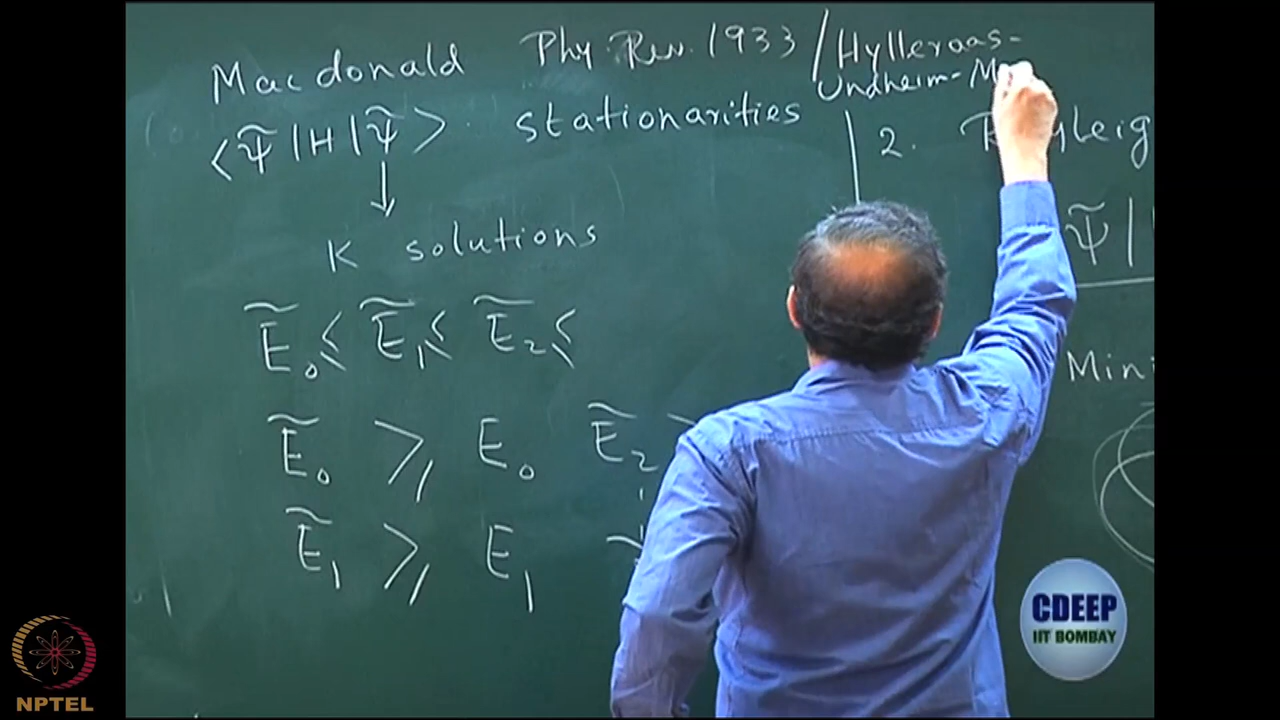 Macdonald Phy. Rev. 1933 / Hylleraas-
Undheim-
<Ψ̃|H|Ψ̃> stationarities
2.
↓
K solutions
Ψ̃|
Ẽ₀ ≤ Ẽ₁ ≤ Ẽ₂ ≤
Ẽ₀ ⩾ E₀ Ẽ₂
Ẽ₁ ⩾ E₁
CDEEP
IIT BOMBAY
NPTEL